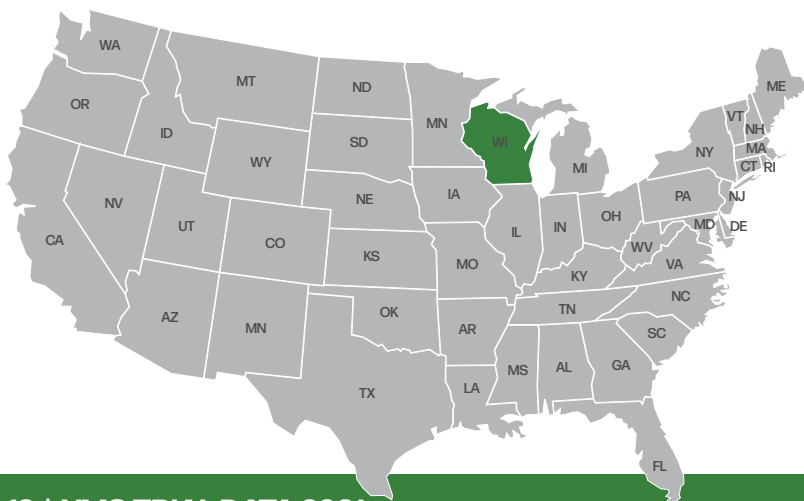 WA
MT
ND
MN
OR
ID
SD
WI
WY
MI
NY
VT
NH
ME
MA
CT
RI
NV
UT
NE
IA
PA
NJ
CA
CO
KS
IL
IN
OH
MD
DE
MO
WV
VA
KY
AZ
MN
OK
AR
TN
NC
SC
TX
LA
MS
AL
GA
FL
TRIAL DATA